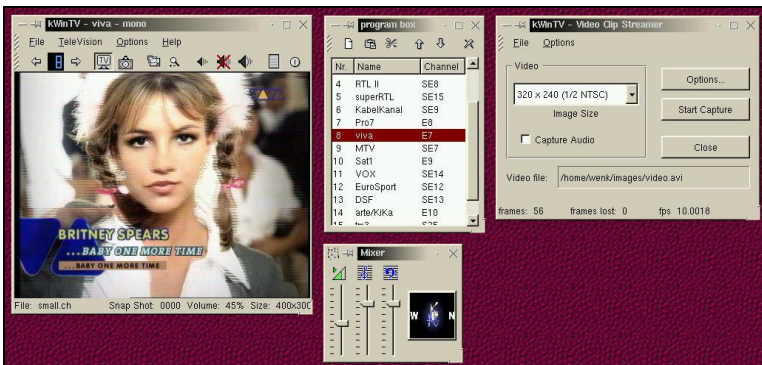 kWinTV - viva - mono
File TeleVision Options Help
TV
BRITNEY SPEARS
...BABY ONE MORE TIME
...BABY ONE MORE TIME
File: small.ch Snap Shot: 0000 Volume: 45% Size: 400x300
program box
Nr. Name Channel
4 RTL II SE8
5 superRTL SE15
6 KabelKanal SE9
7 Pro7 E8
8 viva E7
9 MTV SE7
10 Sat1 E9
11 VOX SE14
12 EuroSport SE12
13 DSF SE13
14 arte/KiKa E10
Mixer
W N
kWinTV - Video Clip Streamer
File Options
Video
320 x 240 (1/2 NTSC)
Image Size
Capture Audio
Options...
Start Capture
Close
Video file: /home/wenk/images/video.avi
frames: 56 frames lost: 0 fps 10.0018